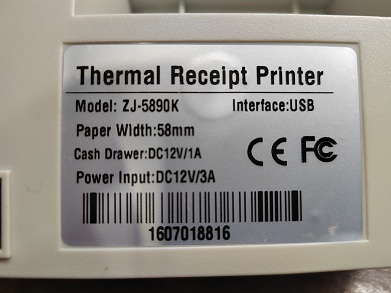 Thermal Receipt Printer
Model: ZJ-5890K Interface:USB
Paper Width:58mm
Cash Drawer:DC12V/1A
Power Input:DC12V/3A
CE FC
1607018816